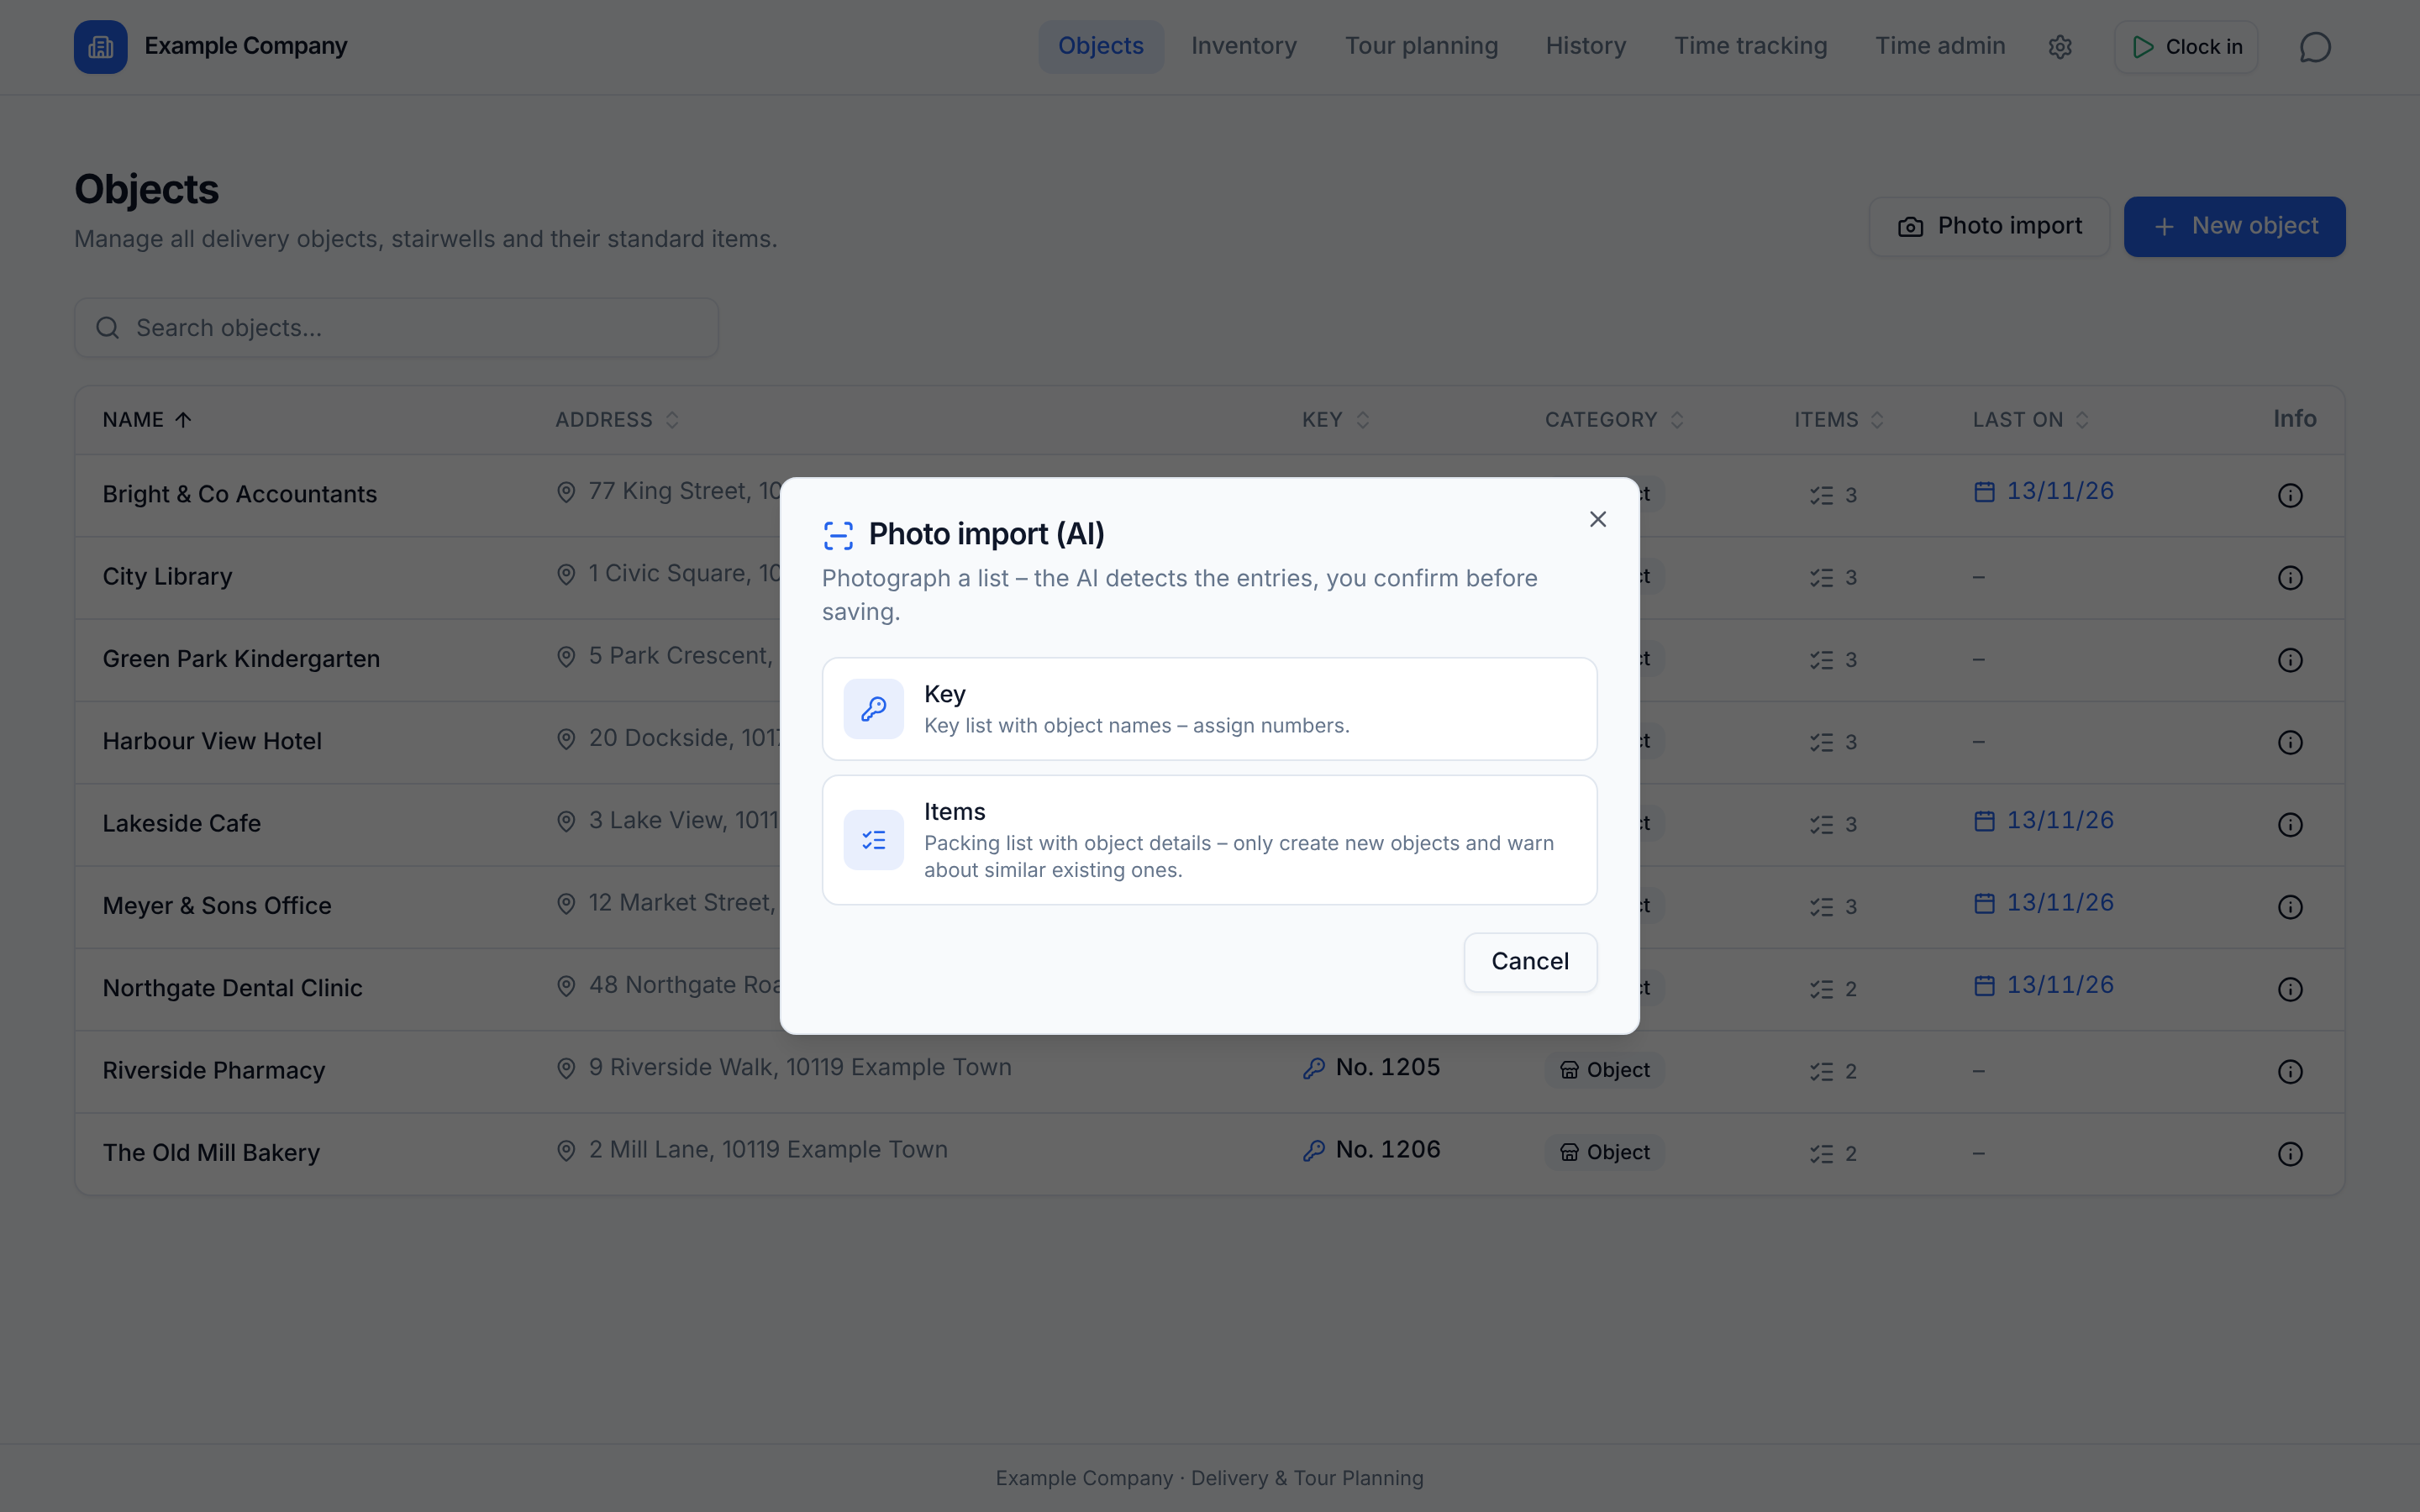 Example Company
Objects
Inventory
Tour planning
History
Time tracking
Time admin
Clock in
Objects
Manage all delivery objects, stairwells and their standard items.
Photo import
New object
Search objects...
NAME
ADDRESS
KEY
CATEGORY
ITEMS
LAST ON
Info
Bright & Co Accountants
77 King Street,
3
13/11/26
City Library
1 Civic Square,
3
–
Green Park Kindergarten
5 Park Crescent,
3
–
Harbour View Hotel
20 Dockside,
3
–
Lakeside Cafe
3 Lake View,
3
13/11/26
Meyer & Sons Office
12 Market Street,
3
13/11/26
Northgate Dental Clinic
48 Northgate
2
13/11/26
Riverside Pharmacy
9 Riverside Walk, 10119 Example Town
No. 1205
Object
2
–
The Old Mill Bakery
2 Mill Lane, 10119 Example Town
No. 1206
Object
2
–
Photo import (AI)
Photograph a list – the AI detects the entries, you confirm before
saving.
Key
Key list with object names – assign numbers.
Items
Packing list with object details – only create new objects and warn
about similar existing ones.
Cancel
Example Company · Delivery & Tour Planning